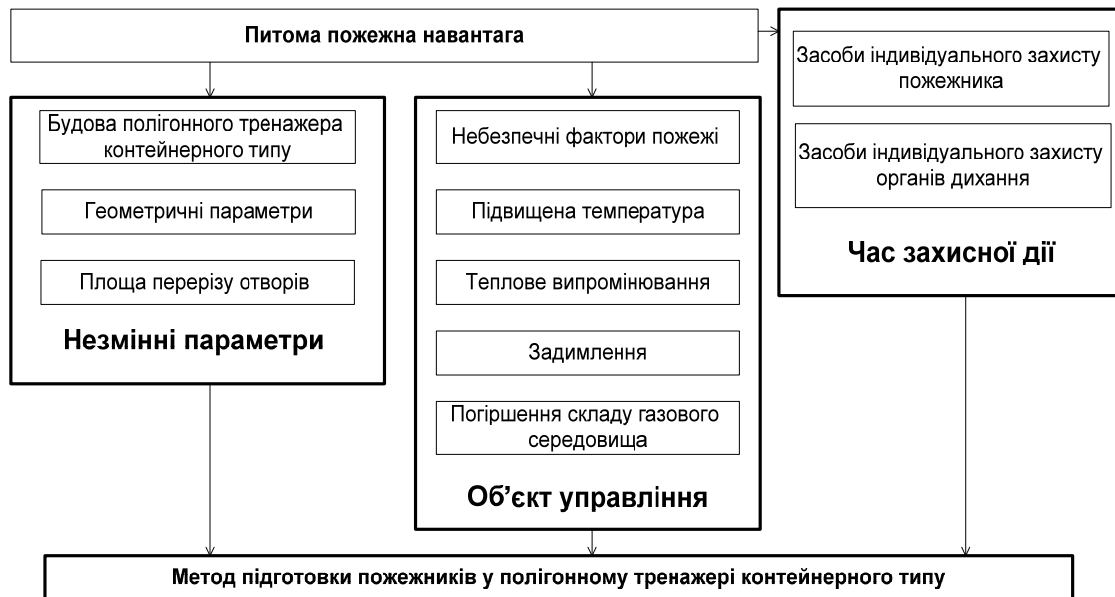 Питома пожежна навантага
Будова полігонного тренажера
контейнерного типу
Геометричні параметри
Площа перерізу отворів
Незмінні параметри
Небезпечні фактори пожежі
Підвищена температура
Теплове випромінювання
Задимлення
Погіршення складу газового
середовища
Об’єкт управління
Засоби індивідуального захисту
пожежника
Засоби індивідуального захисту
органів дихання
Час захисної дії
Метод підготовки пожежників у полігонному тренажері контейнерного типу